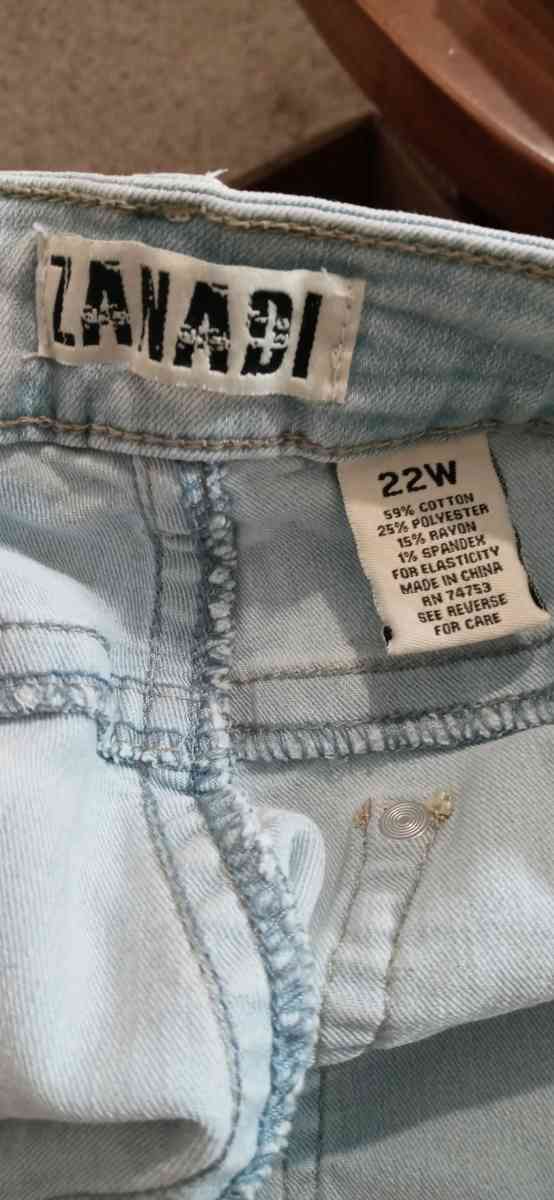 ZANADI
22W
59% COTTON
25% POLYESTER
15% RAYON
1% SPANDEX
FOR ELASTICITY
MADE IN CHINA
RN 74753
SEE REVERSE
FOR CARE